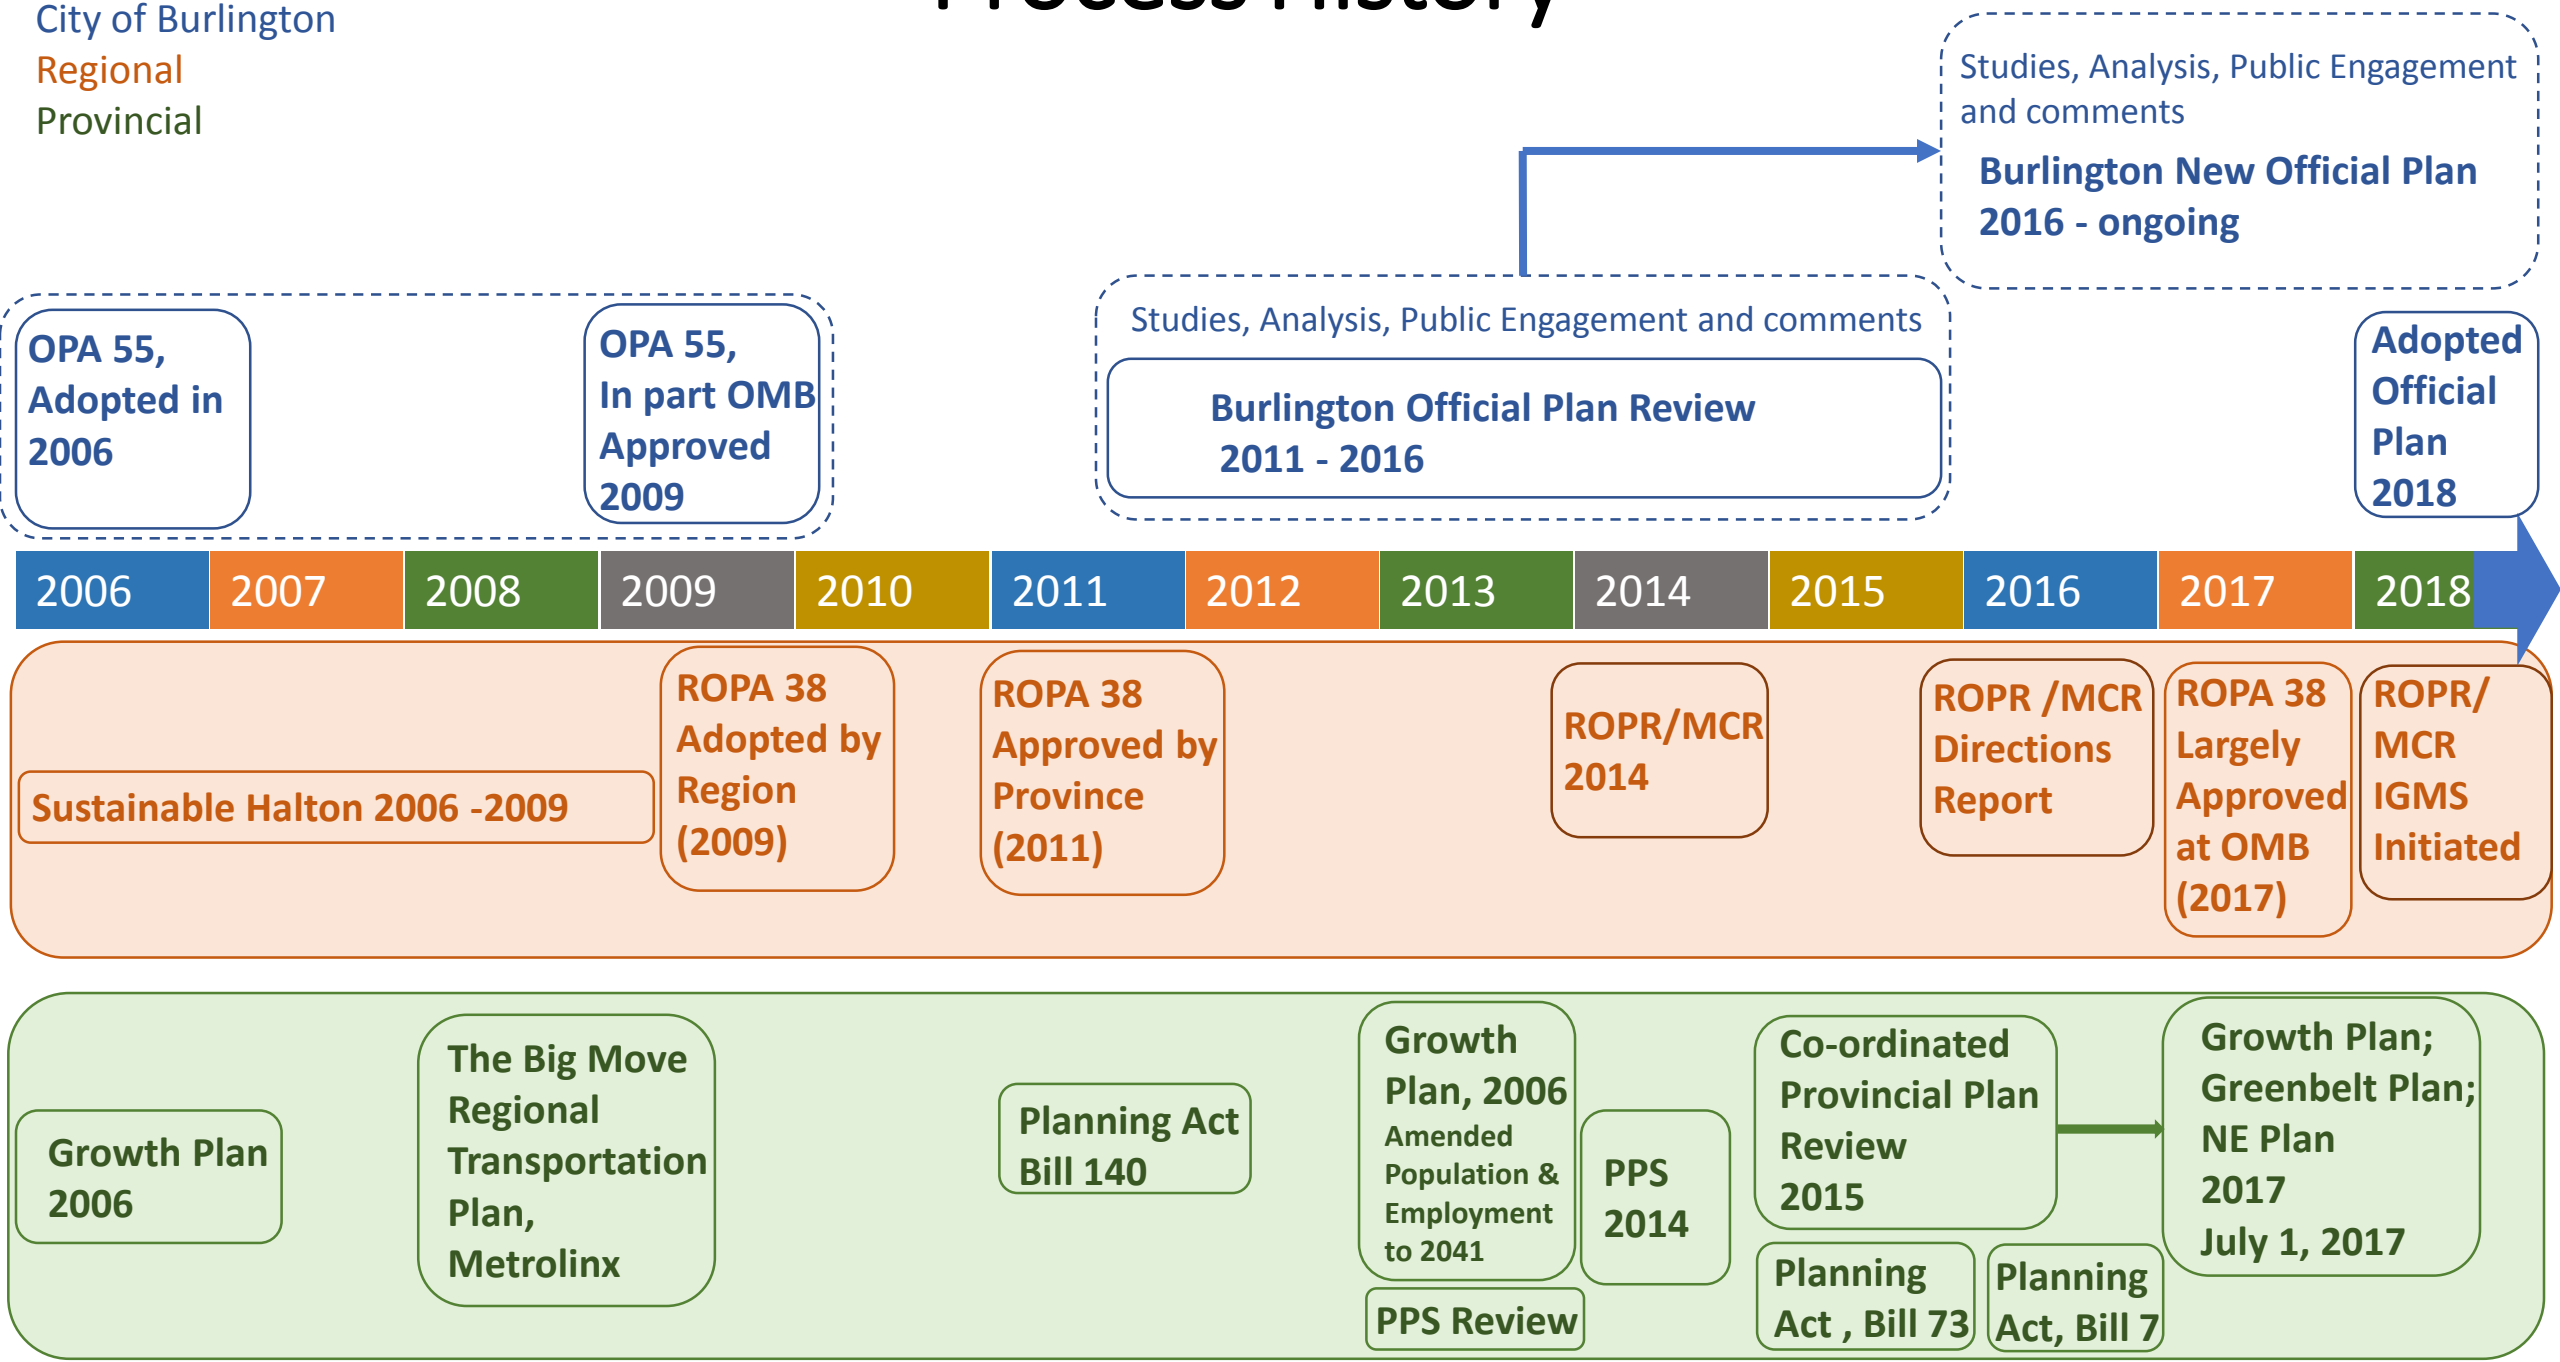 Process History
City of Burlington
Regional
Provincial
Studies, Analysis, Public Engagement
and comments
Burlington New Official Plan
2016 - ongoing
OPA 55,
Adopted in
2006
OPA 55,
In part OMB
Approved
2009
Studies, Analysis, Public Engagement and comments
Burlington Official Plan Review
2011 - 2016
Adopted
Official
Plan
2018
2006
2007
2008
2009
2010
2011
2012
2013
2014
2015
2016
2017
2018
Sustainable Halton 2006 -2009
ROPA 38
Adopted by
Region
(2009)
ROPA 38
Approved by
Province
(2011)
ROPR/MCR
2014
ROPR /MCR
Directions
Report
ROPA 38
Largely
Approved
at OMB
(2017)
ROPR/
MCR
IGMS
Initiated
Growth Plan
2006
The Big Move
Regional
Transportation
Plan,
Metrolinx
Planning Act
Bill 140
Growth
Plan, 2006
Amended
Population &
Employment
to 2041
PPS Review
PPS
2014
Co-ordinated
Provincial Plan
Review
2015
Planning
Act , Bill 73
Planning
Act, Bill 7
Growth Plan;
Greenbelt Plan;
NE Plan
2017
July 1, 2017